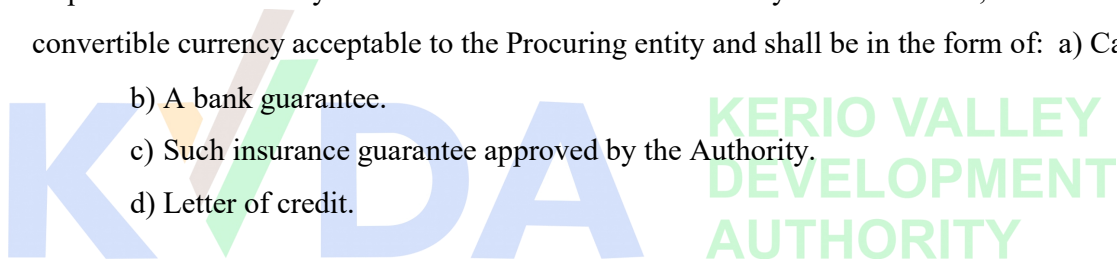 convertible currency acceptable to the Procuring entity and shall be in the form of: a)
b) A bank guarantee.
c) Such insurance guarantee approved by the Authority.
d) Letter of credit.
KVDA
KERIO VALLEY
DEVELOPMENT
AUTHORITY